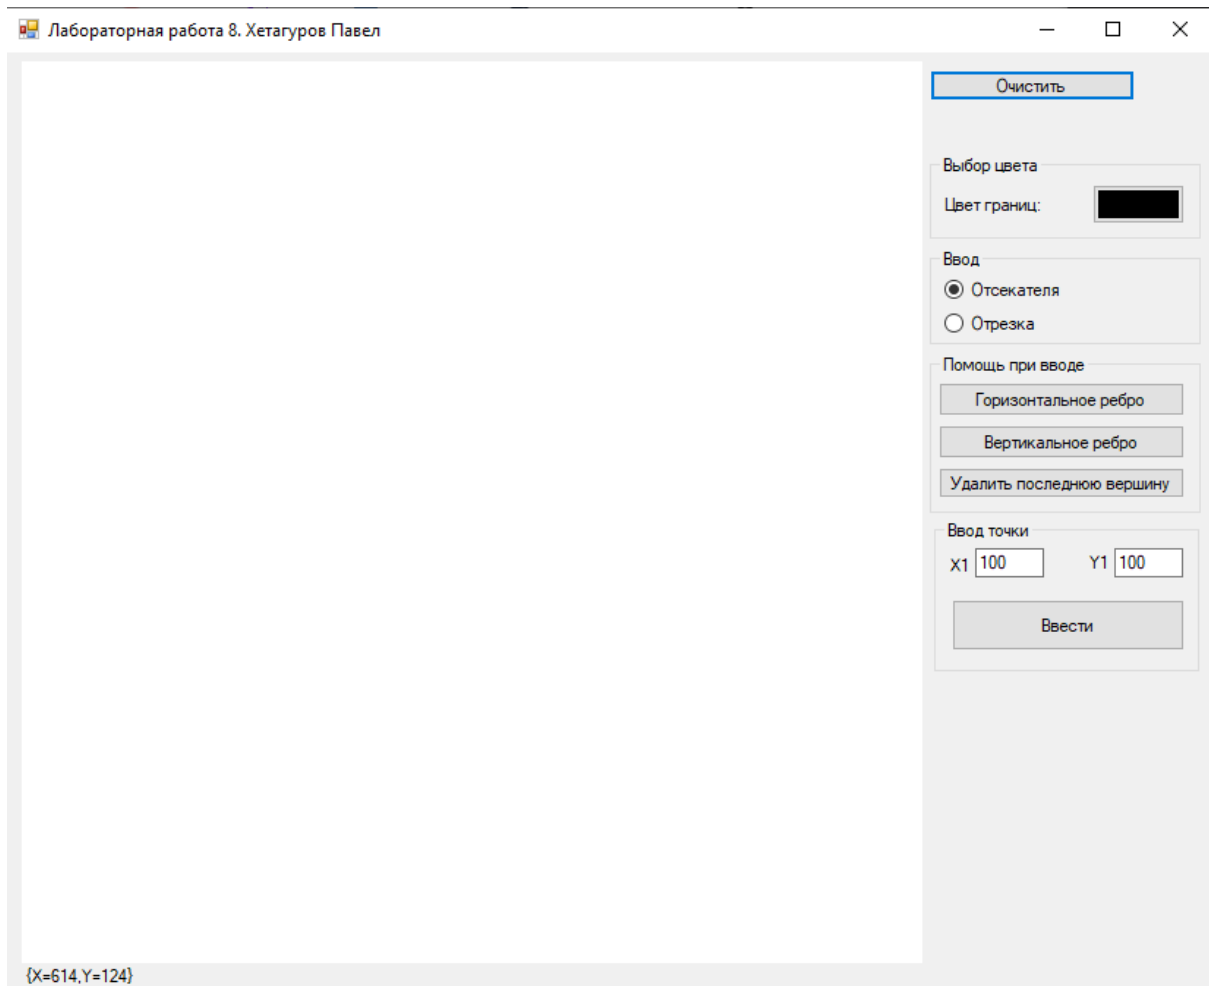 Лабораторная работа 8. Хетагуров Павел
Очистить
Выбор цвета
Цвет границ:
Ввод
Отсекателя
Отрезка
Помощь при вводе
Горизонтальное ребро
Вертикальное ребро
Удалить последнюю вершину
Ввод точки
X1 100 Y1 100
Ввести
{X=614,Y=124}